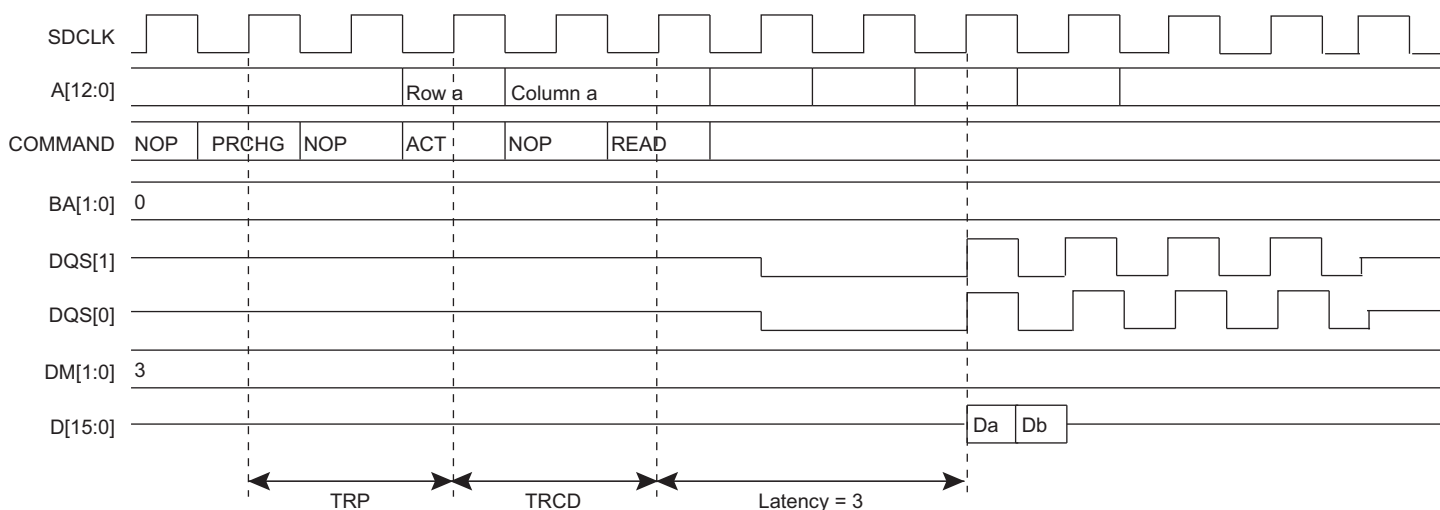 SDCLK
A[12:0] Row a Column a
COMMAND NOP PRCHG NOP ACT NOP READ
BA[1:0] 0
DQS[1]
DQS[0]
DM[1:0] 3
D[15:0] Da Db
TRP TRCD Latency = 3